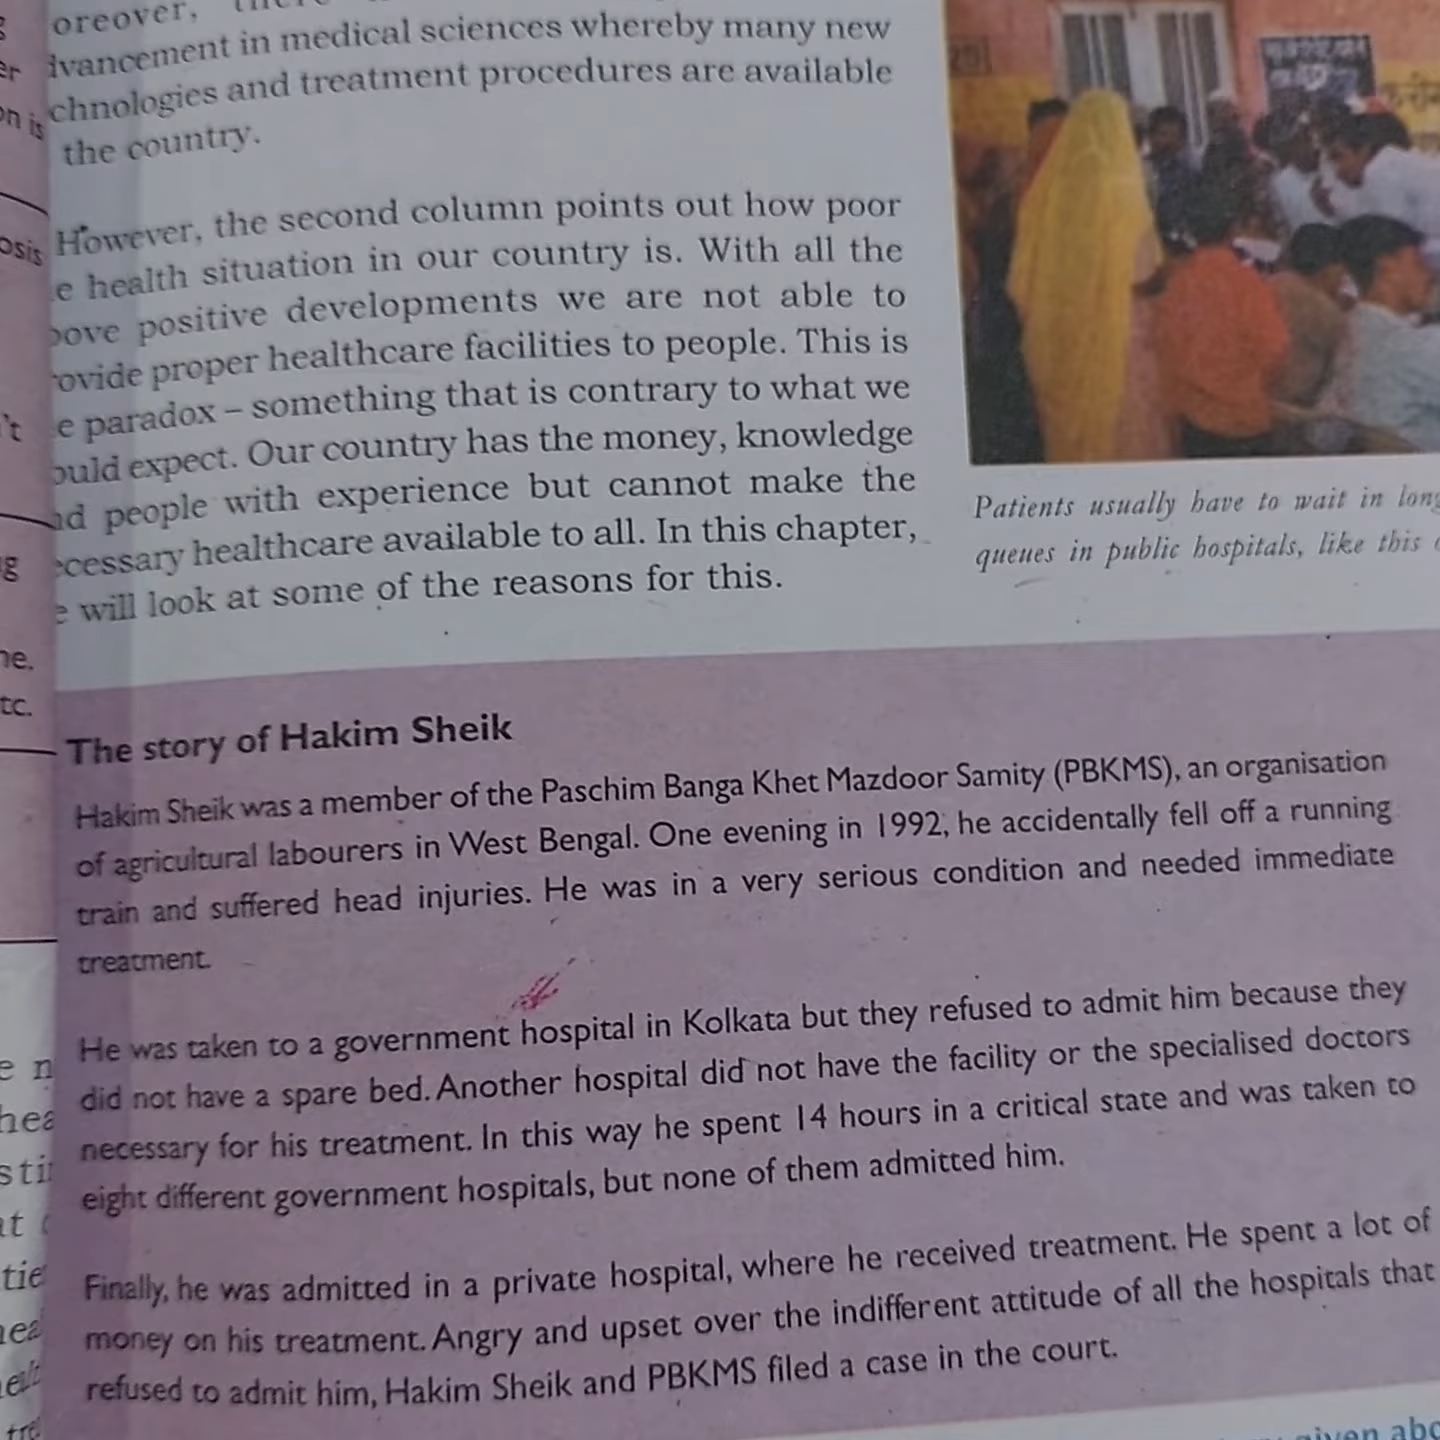 oreover,
dvancement in medical sciences whereby many new
chnologies and treatment procedures are available
the country.
However, the second column points out how poor
e health situation in our country is. With all the
bove positive developments we are not able to
rovide proper healthcare facilities to people. This is
e paradox – something that is contrary to what we
ould expect. Our country has the money, knowledge
nd people with experience but cannot make the
ecessary healthcare available to all. In this chapter,
e will look at some of the reasons for this.
Patients usually have to wait in long
queues in public hospitals, like this
The story of Hakim Sheik
Hakim Sheik was a member of the Paschim Banga Khet Mazdoor Samity (PBKMS), an organisation
of agricultural labourers in West Bengal. One evening in 1992, he accidentally fell off a running
train and suffered head injuries. He was in a very serious condition and needed immediate
treatment.
He was taken to a government hospital in Kolkata but they refused to admit him because they
did not have a spare bed. Another hospital did not have the facility or the specialised doctors
necessary for his treatment. In this way he spent 14 hours in a critical state and was taken to
eight different government hospitals, but none of them admitted him.
Finally, he was admitted in a private hospital, where he received treatment. He spent a lot of
money on his treatment. Angry and upset over the indifferent attitude of all the hospitals that
refused to admit him, Hakim Sheik and PBKMS filed a case in the court.
given abo